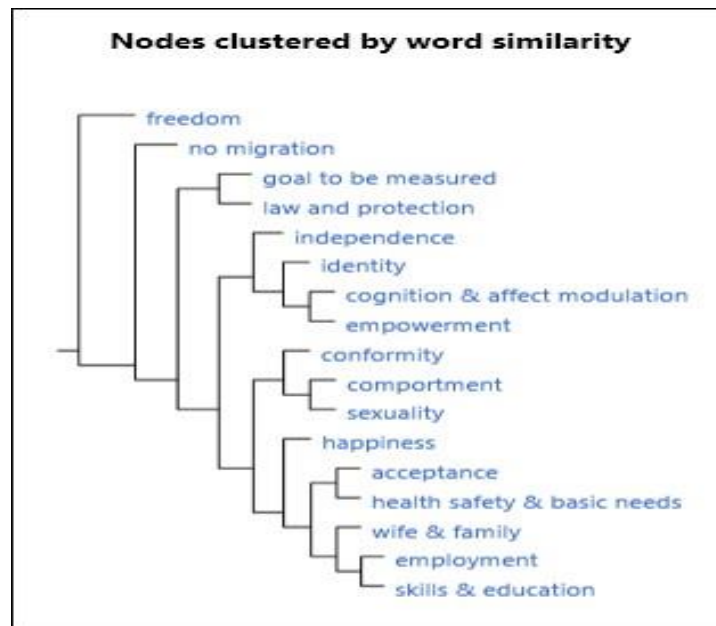 Nodes clustered by word similarity
freedom
no migration
goal to be measured
law and protection
independence
identity
cognition & affect modulation
empowerment
conformity
comportment
sexuality
happiness
acceptance
health safety & basic needs
wife & family
employment
skills & education